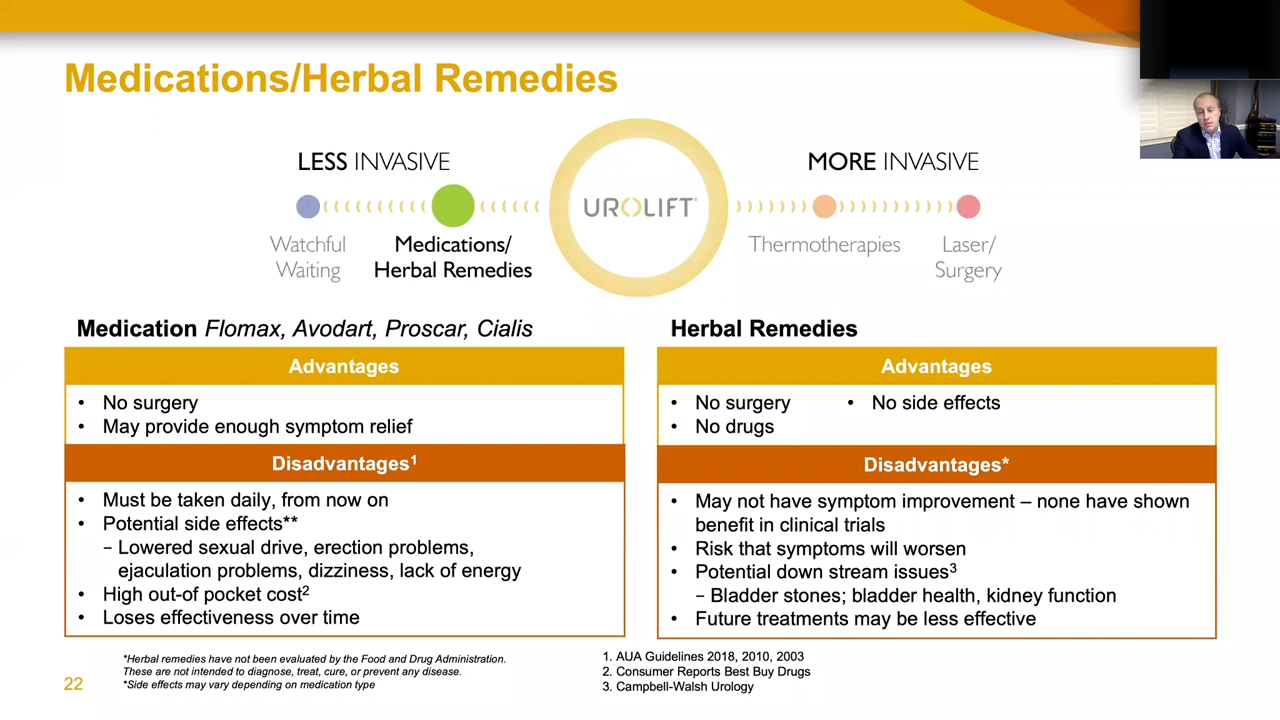 Medications/Herbal Remedies
LESS INVASIVE
MORE INVASIVE
UROLIFT®
Watchful
Waiting
Medications/
Herbal Remedies
Thermotherapies
Laser/
Surgery
Medication Flomax, Avodart, Proscar, Cialis
Advantages
• No surgery
• May provide enough symptom relief
Disadvantages¹
• Must be taken daily, from now on
• Potential side effects**
– Lowered sexual drive, erection problems,
ejaculation problems, dizziness, lack of energy
• High out-of pocket cost²
• Loses effectiveness over time
Herbal Remedies
Advantages
• No surgery • No side effects
• No drugs
Disadvantages*
• May not have symptom improvement – none have shown
benefit in clinical trials
• Risk that symptoms will worsen
• Potential down stream issues³
– Bladder stones; bladder health, kidney function
• Future treatments may be less effective
*Herbal remedies have not been evaluated by the Food and Drug Administration.
These are not intended to diagnose, treat, cure, or prevent any disease.
*Side effects may vary depending on medication type
1. AUA Guidelines 2018, 2010, 2003
2. Consumer Reports Best Buy Drugs
3. Campbell-Walsh Urology
22